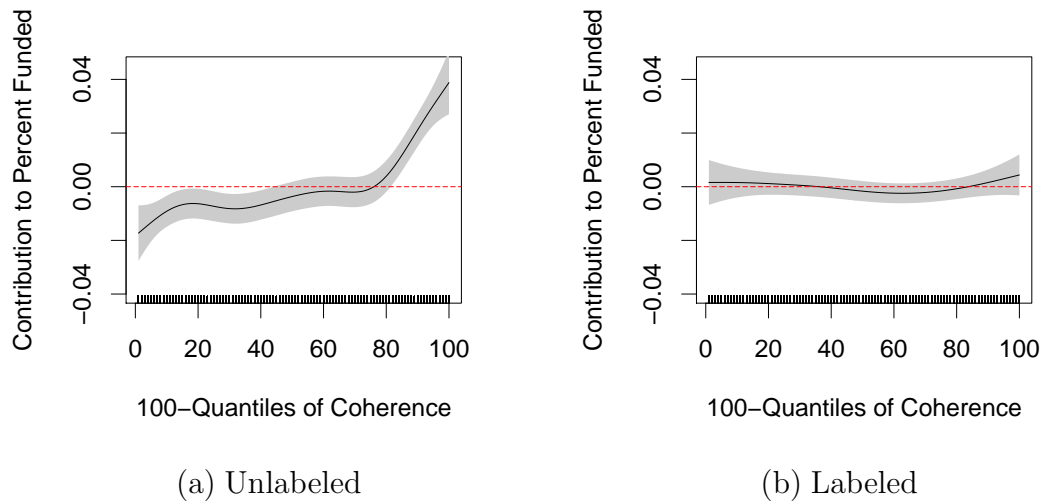 Contribution to Percent Funded
0.04
0.00
−0.04
0 20 40 60 80 100
100−Quantiles of Coherence
(a) Unlabeled
Contribution to Percent Funded
0.04
0.00
−0.04
0 20 40 60 80 100
100−Quantiles of Coherence
(b) Labeled